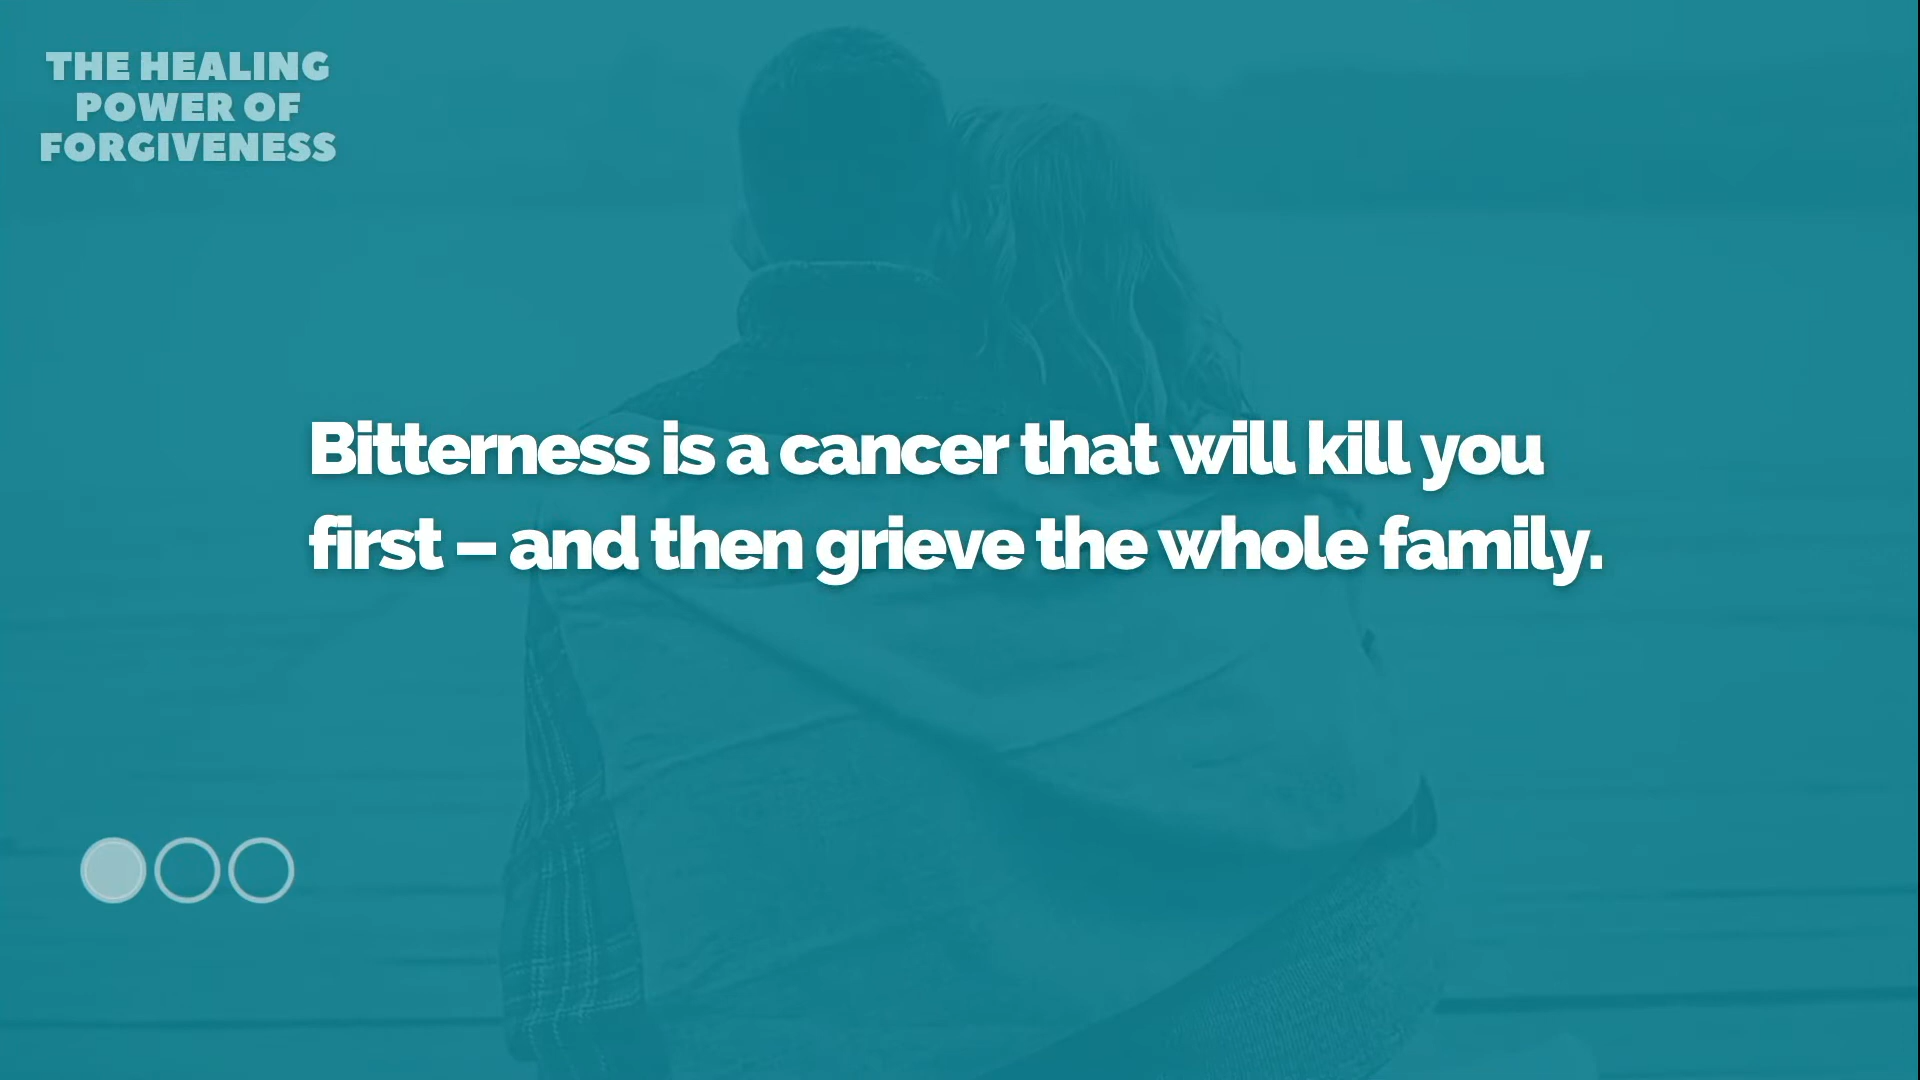 THE HEALING
POWER OF
FORGIVENESS
Bitterness is a cancer that will kill you
first – and then grieve the whole family.